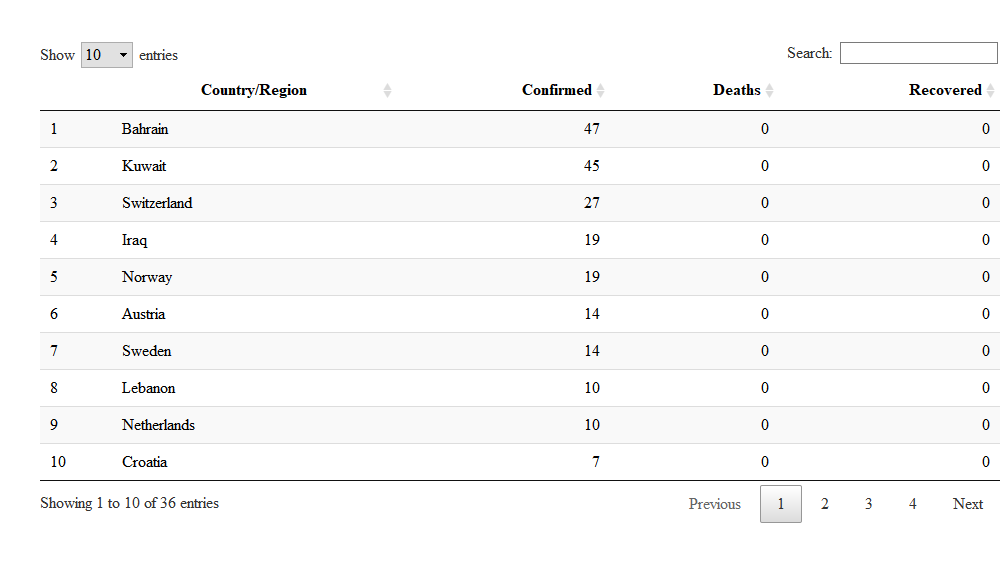 Show 10 entries Search:
Country/Region Confirmed Deaths Recovered
1 Bahrain 47 0 0
2 Kuwait 45 0 0
3 Switzerland 27 0 0
4 Iraq 19 0 0
5 Norway 19 0 0
6 Austria 14 0 0
7 Sweden 14 0 0
8 Lebanon 10 0 0
9 Netherlands 10 0 0
10 Croatia 7 0 0
Showing 1 to 10 of 36 entries Previous 1 2 3 4 Next